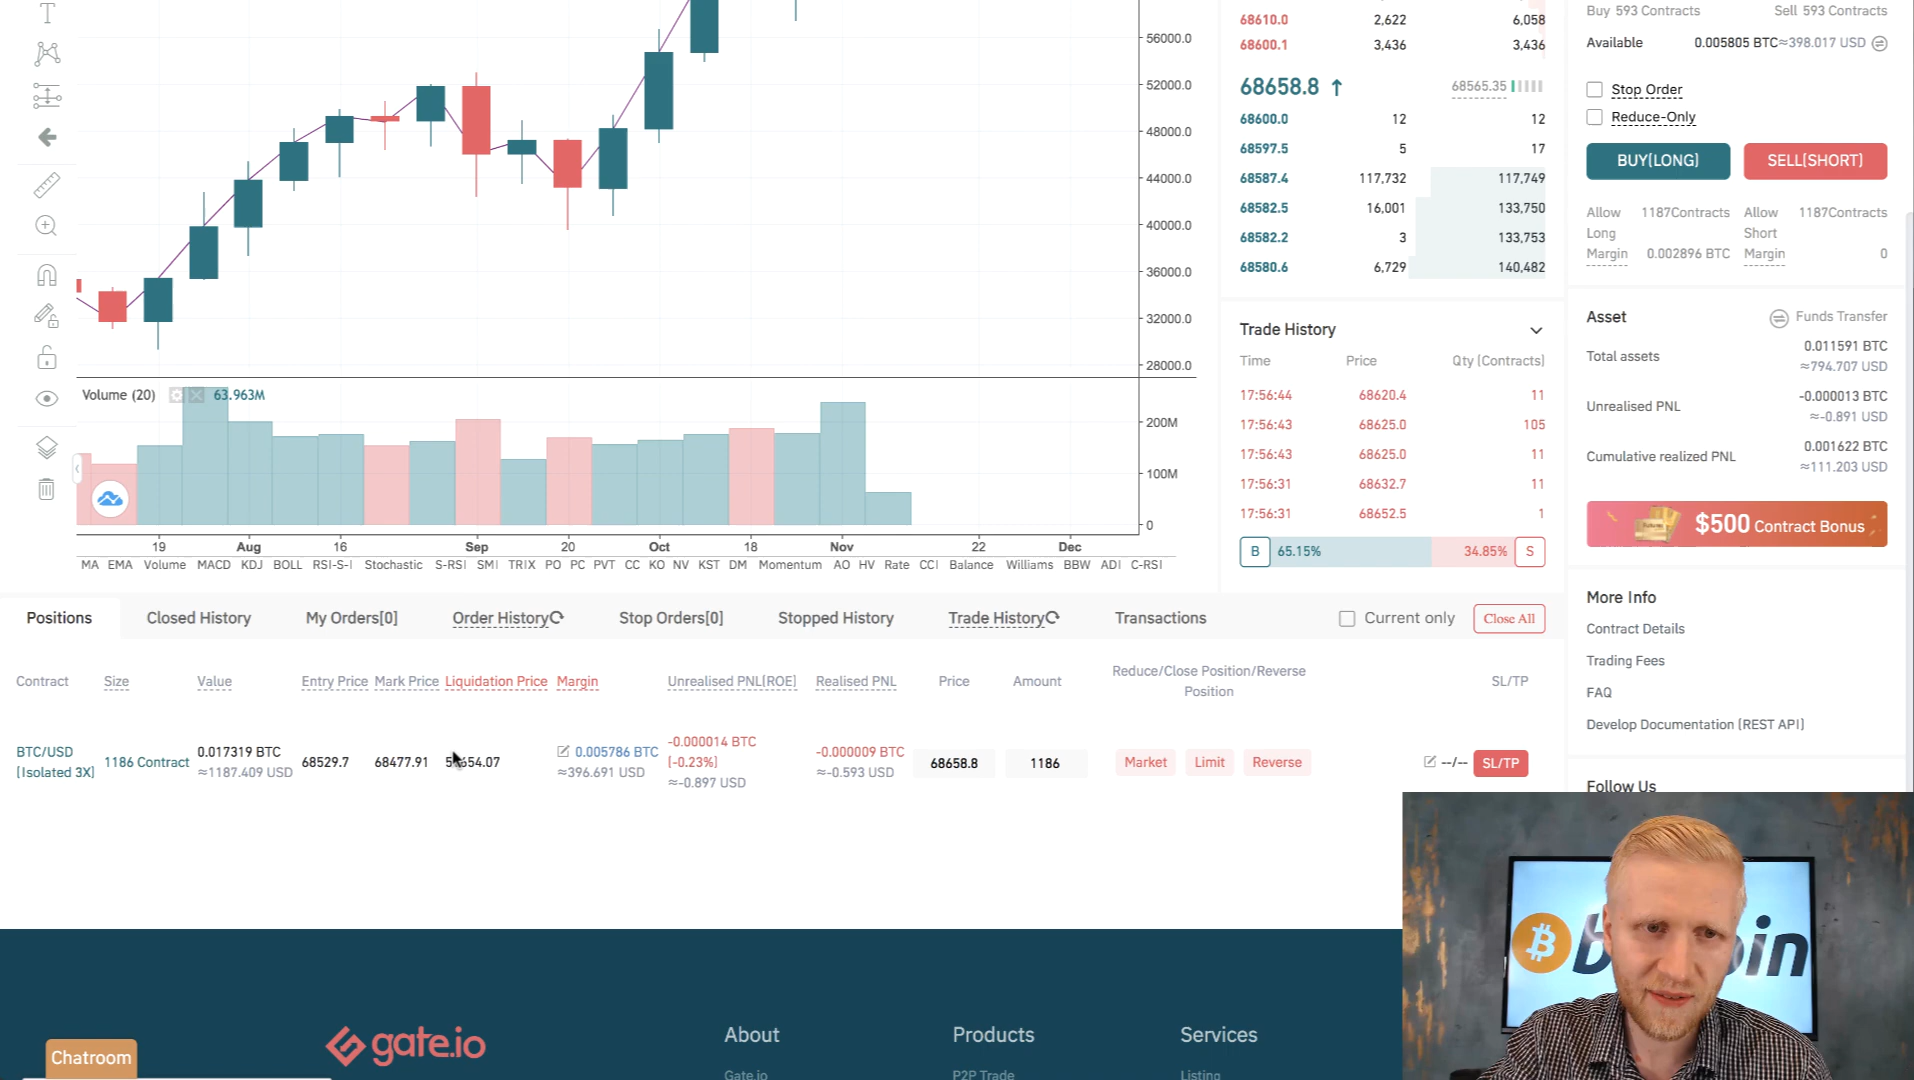 56000.0
52000.0
48000.0
44000.0
40000.0
36000.0
32000.0
28000.0
Volume (20) 63.963M
200M
100M
0
19 Aug 16 Sep 20 Oct 18 Nov 22 Dec
MA EMA Volume MACD KDJ BOLL RSI-S-I Stochastic S-RSI SMI TRIX PO PC PVT CC KO NV KST DM Momentum AO HV Rate CCI Balance Williams BBW ADI C-RSI
68610.0 2,622 6,058
68600.1 3,436 3,436
68658.8 ↑ 68565.35
68600.0 12 12
68597.5 5 17
68587.4 117,732 117,749
68582.5 16,001 133,750
68582.2 3 133,753
68580.6 6,729 140,482
Trade History
Time Price Qty (Contracts)
17:56:44 68620.4 11
17:56:43 68625.0 105
17:56:43 68625.0 11
17:56:31 68632.7 11
17:56:31 68652.5 1
B 65.15% 34.85% S
Buy 593 Contracts Sell 593 Contracts
Available 0.005805 BTC≈398.017 USD
Stop Order
Reduce-Only
BUY(LONG) SELL(SHORT)
Allow Long 1187Contracts Allow Short 1187Contracts
Margin 0.002896 BTC Margin 0
Asset Funds Transfer
Total assets 0.011591 BTC
≈794.707 USD
Unrealised PNL -0.000013 BTC
≈-0.891 USD
Cumulative realized PNL 0.001622 BTC
≈111.203 USD
$500 Contract Bonus
More Info
Contract Details
Trading Fees
FAQ
Develop Documentation (REST API)
Follow Us
Positions Closed History My Orders[0] Order History Stop Orders[0] Stopped History Trade History Transactions Current only Close All
Contract Size Value Entry Price Mark Price Liquidation Price Margin Unrealised PNL(ROE) Realised PNL Price Amount Reduce/Close Position/Reverse Position SL/TP
BTC/USD
[Isolated 3X]
1186 Contract
0.017319 BTC
≈1187.409 USD
68529.7
68477.91
0.005786 BTC
≈396.691 USD
-0.000014 BTC
(-0.23%)
≈-0.897 USD
-0.000009 BTC
≈-0.593 USD
68658.8
1186
Market Limit Reverse
--/-- SL/TP
gate.io
Chatroom
About Products Services
Gate.io P2P Trade Listing